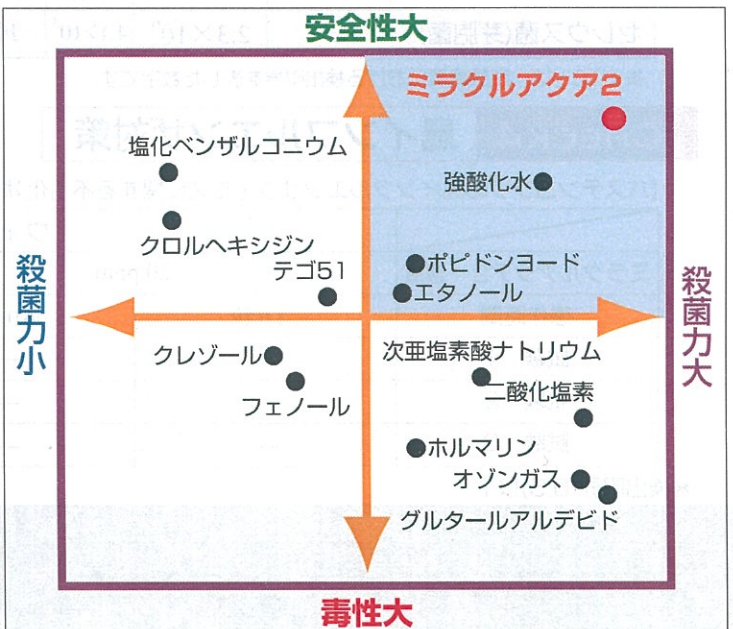 安全性大
ミラクルアクア2
塩化ベンザルコニウム
強酸化水
クロルヘキシジン
ポピドンヨード
テゴ51
エタノール
殺菌力小
殺菌力大
クレゾール
次亜塩素酸ナトリウム
フェノール
二酸化塩素
ホルマリン
オゾンガス
グルタールアルデビド
毒性大